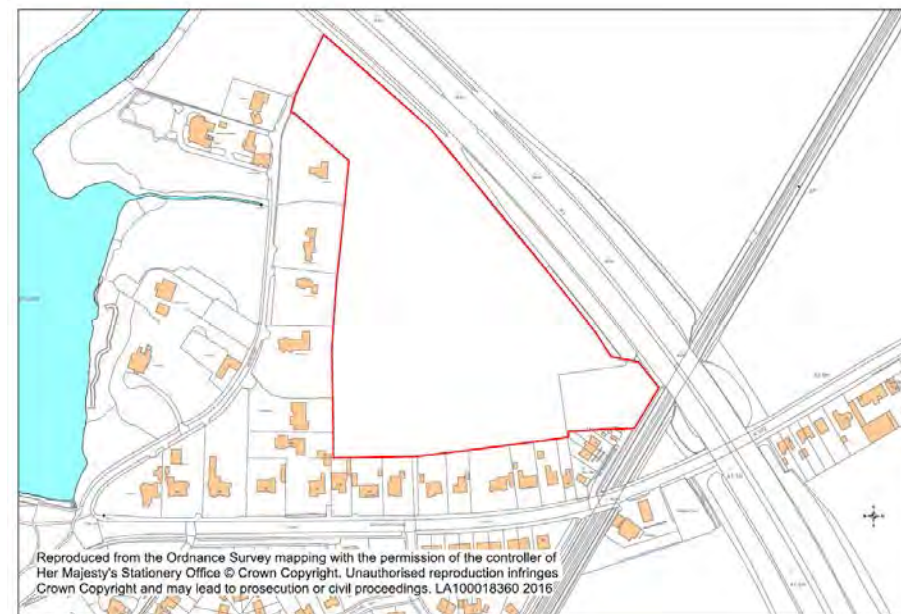 Reproduced from the Ordnance Survey mapping with the permission of the controller of
Her Majesty's Stationery Office © Crown Copyright. Unauthorised reproduction infringes
Crown Copyright and may lead to prosecution or civil proceedings. LA100018360 2016